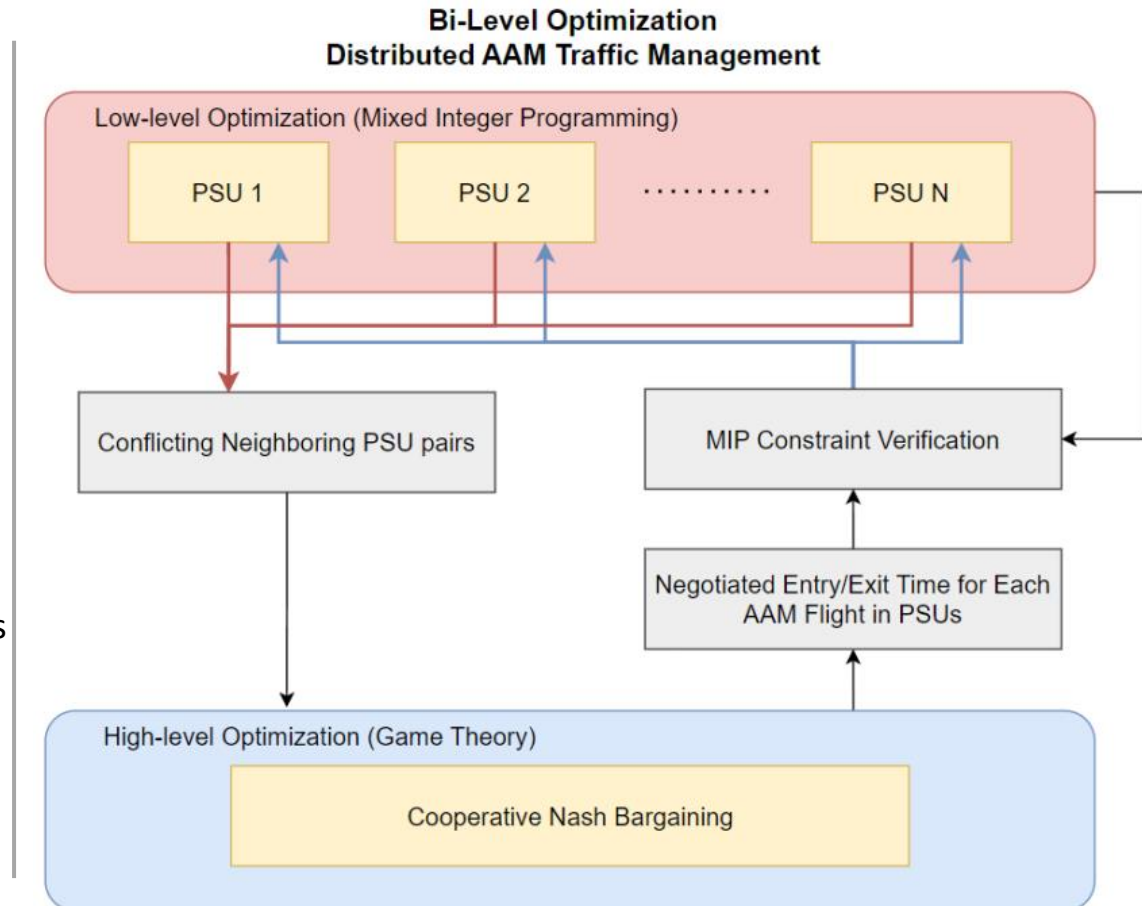 Bi-Level Optimization
Distributed AAM Traffic Management
Low-level Optimization (Mixed Integer Programming)
PSU 1
PSU 2
..........
PSU N
Conflicting Neighboring PSU pairs
MIP Constraint Verification
Negotiated Entry/Exit Time for Each
AAM Flight in PSUs
s
High-level Optimization (Game Theory)
Cooperative Nash Bargaining